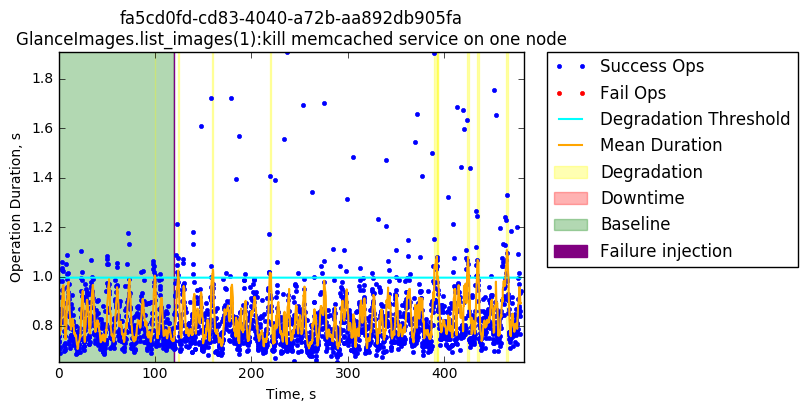 fa5cd0fd-cd83-4040-a72b-aa892db905fa
GlanceImages.list_images(1):kill memcached service on one node
Operation Duration, s
1.8
1.6
1.4
1.2
1.0
0.8
0
100
200
300
400
Time, s
Success Ops
Fail Ops
Degradation Threshold
Mean Duration
Degradation
Downtime
Baseline
Failure injection